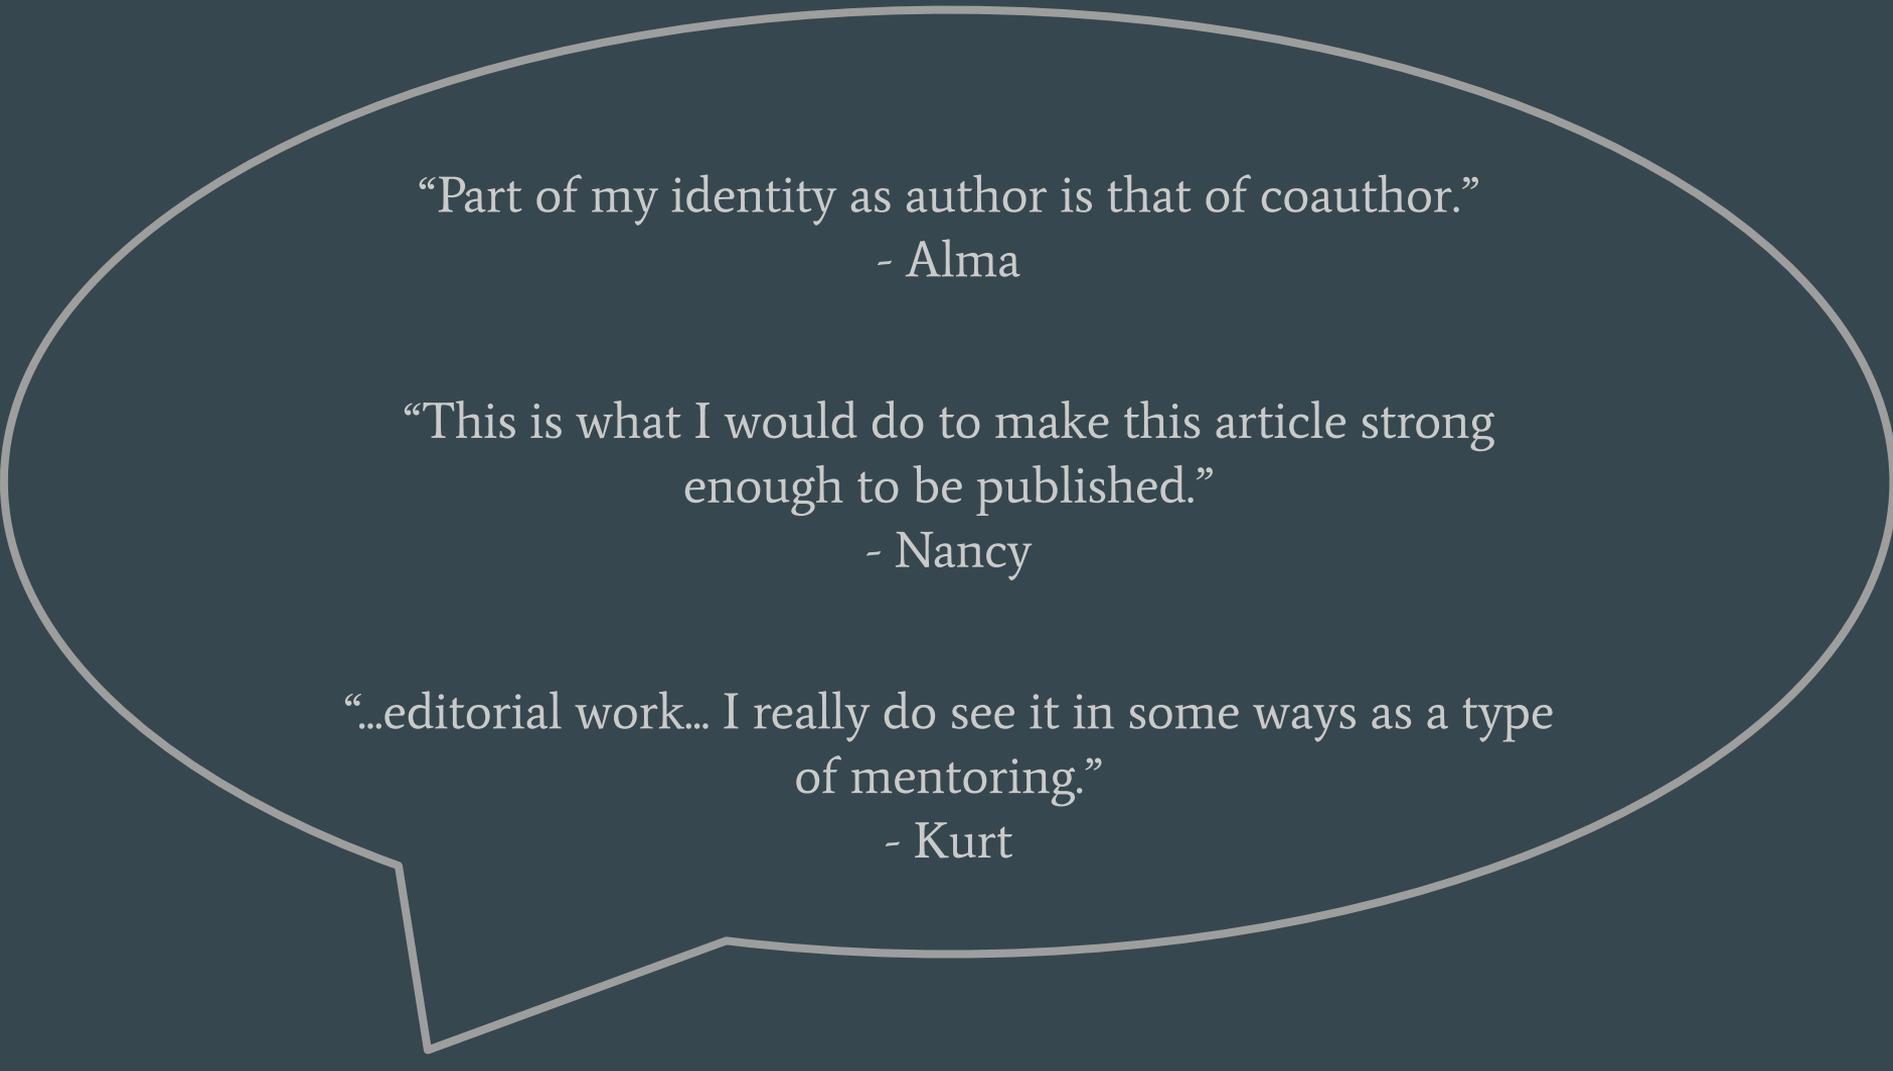 “Part of my identity as author is that of coauthor.”
- Alma
“This is what I would do to make this article strong
enough to be published.”
- Nancy
“...editorial work... I really do see it in some ways as a type
of mentoring.”
- Kurt